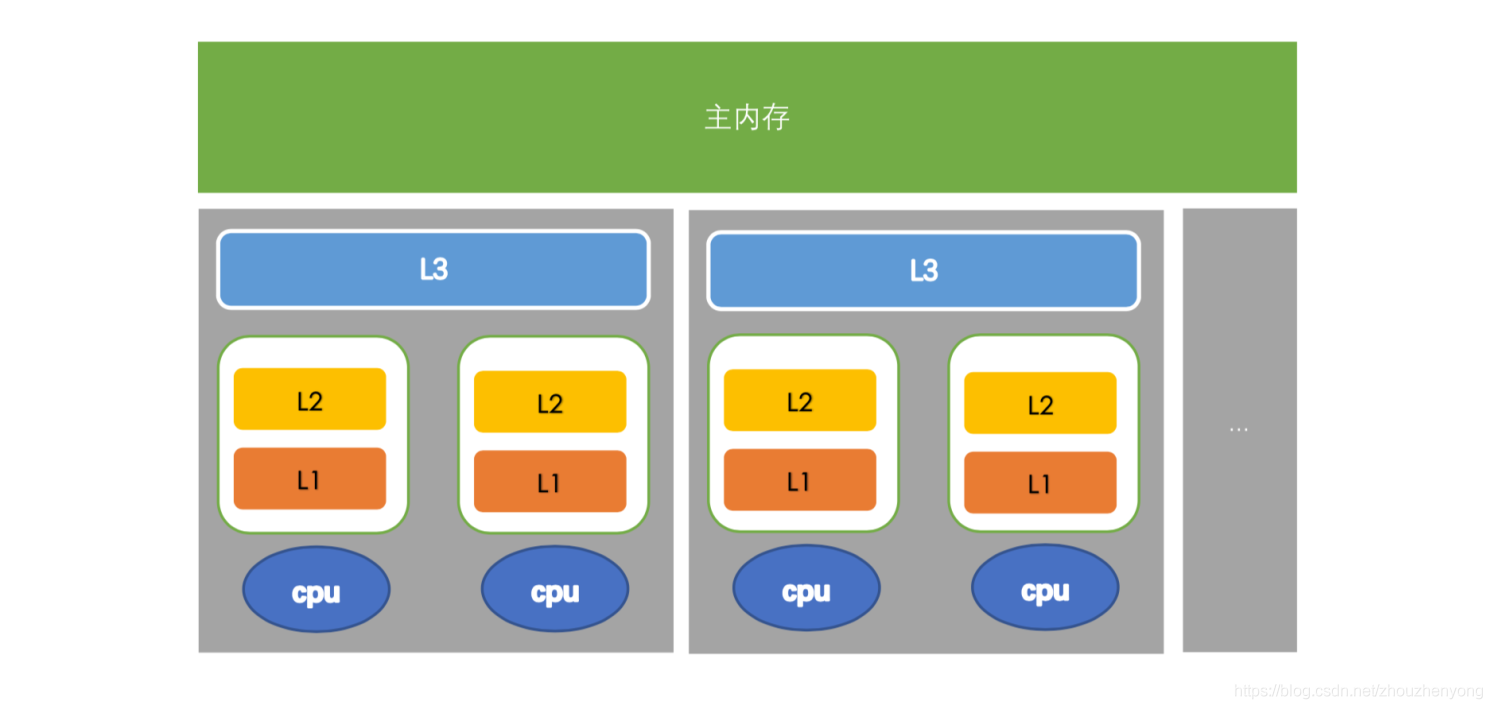 主内存
L3
L3
L2
L2
L2
L2
L1
L1
L1
L1
cpu
cpu
cpu
cpu
...
https://blog.csdn.net/zhouzhenyong